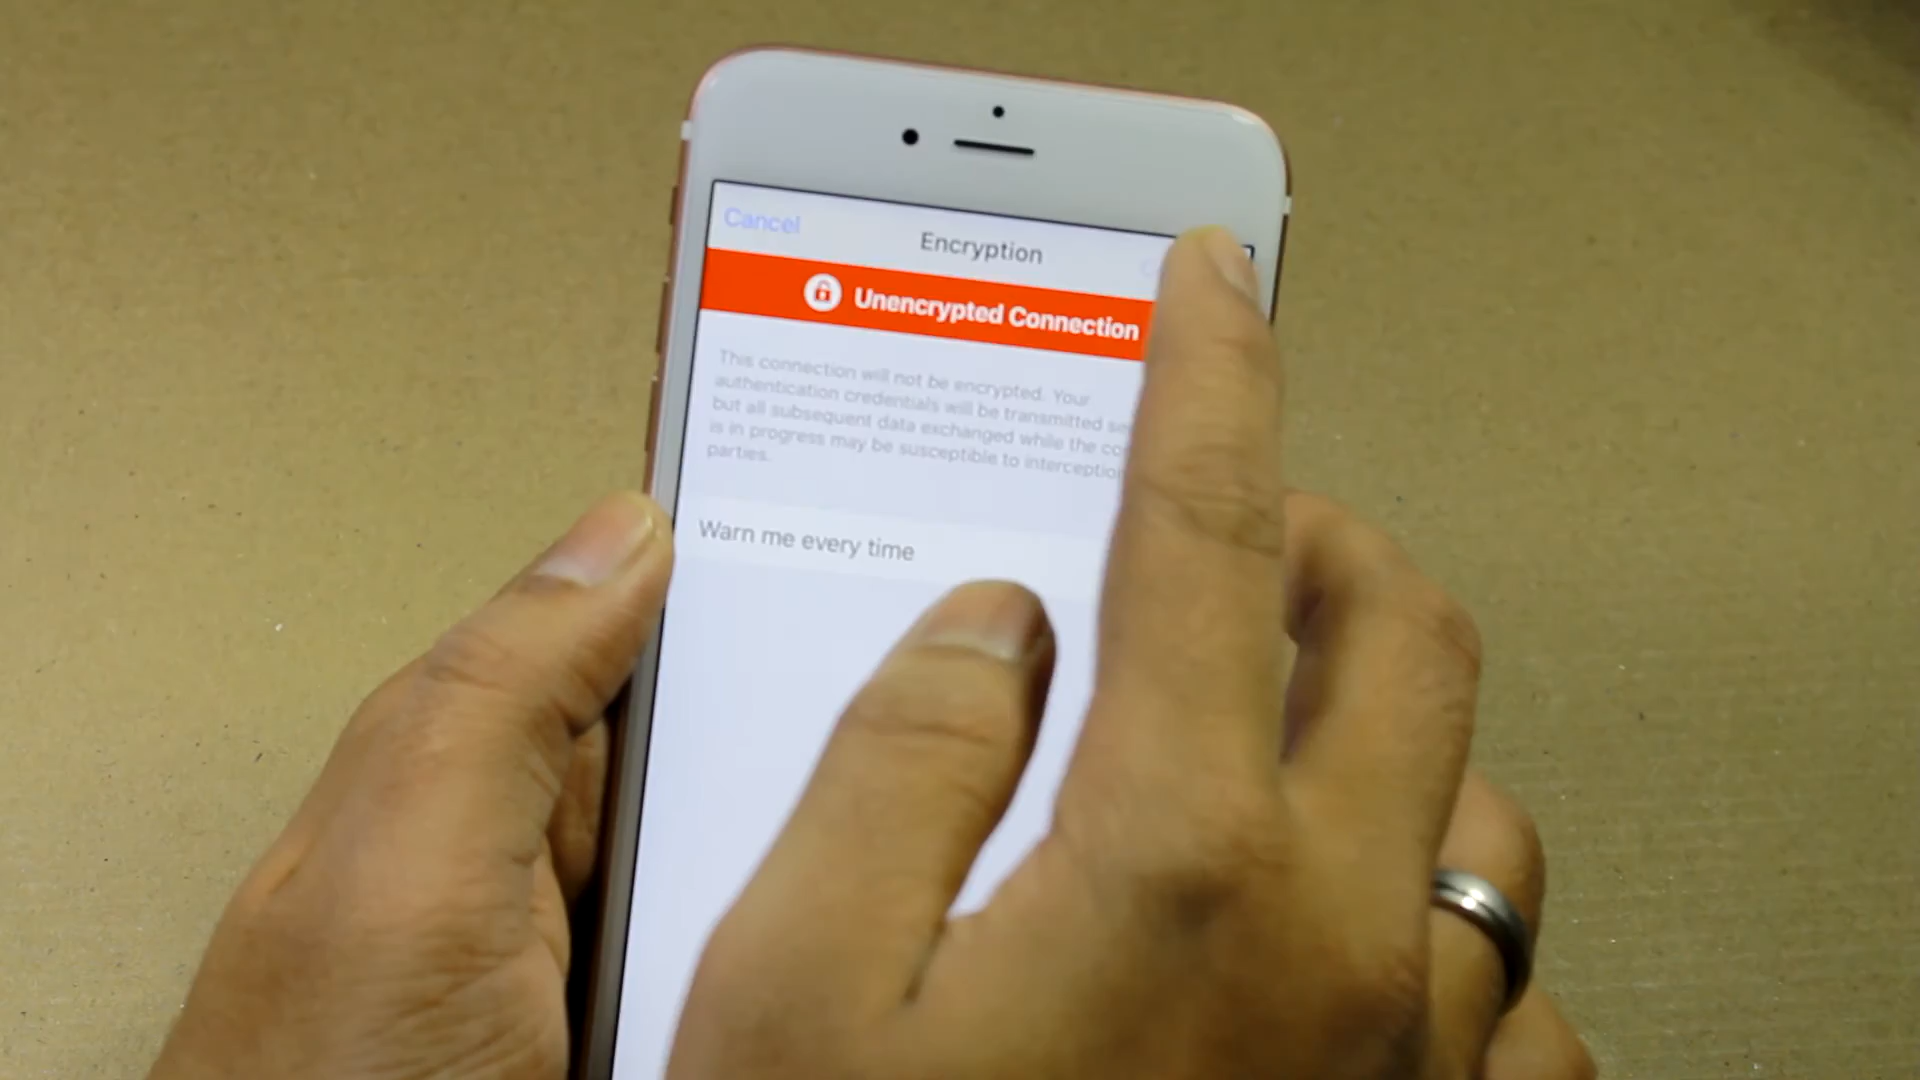 Cancel
Encryption
Unencrypted Connection
This connection will not be encrypted. Your
authentication credentials will be transmitted
but all subsequent data exchanged while the
is in progress may be susceptible to interception
parties.
Warn me every time